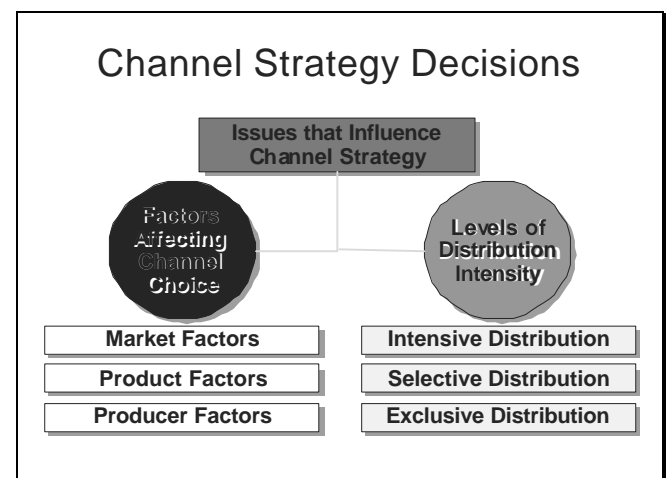 Channel Strategy Decisions
Issues that Influence
Channel Strategy
Factors
Affecting
Channel
Choice
Levels of
Distribution
Intensity
Market Factors
Product Factors
Producer Factors
Intensive Distribution
Selective Distribution
Exclusive Distribution